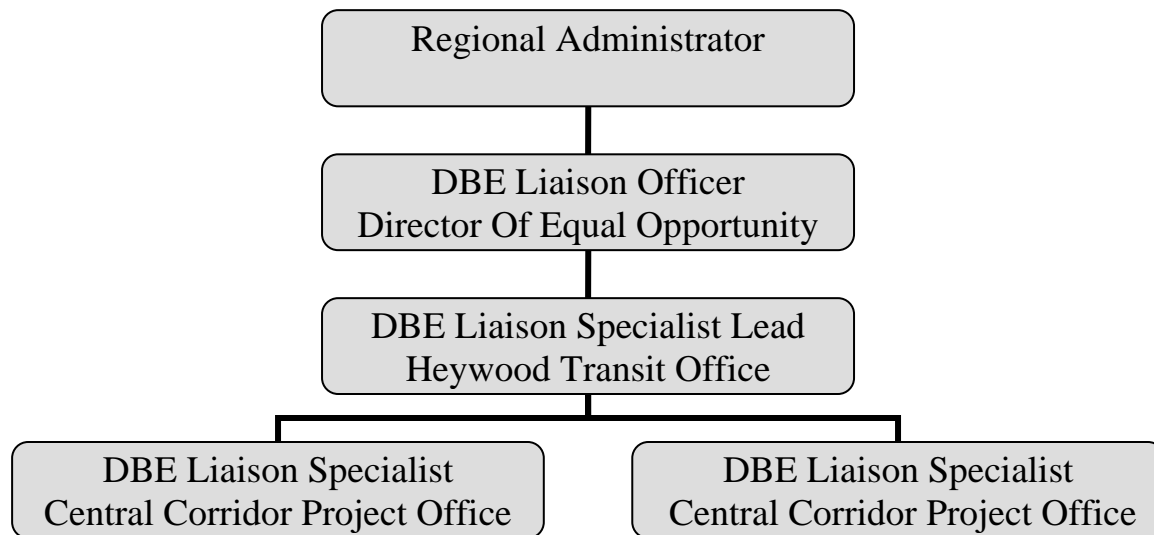 Regional Administrator
DBE Liaison Officer
Director Of Equal Opportunity
DBE Liaison Specialist Lead
Heywood Transit Office
DBE Liaison Specialist
Central Corridor Project Office
DBE Liaison Specialist
Central Corridor Project Office